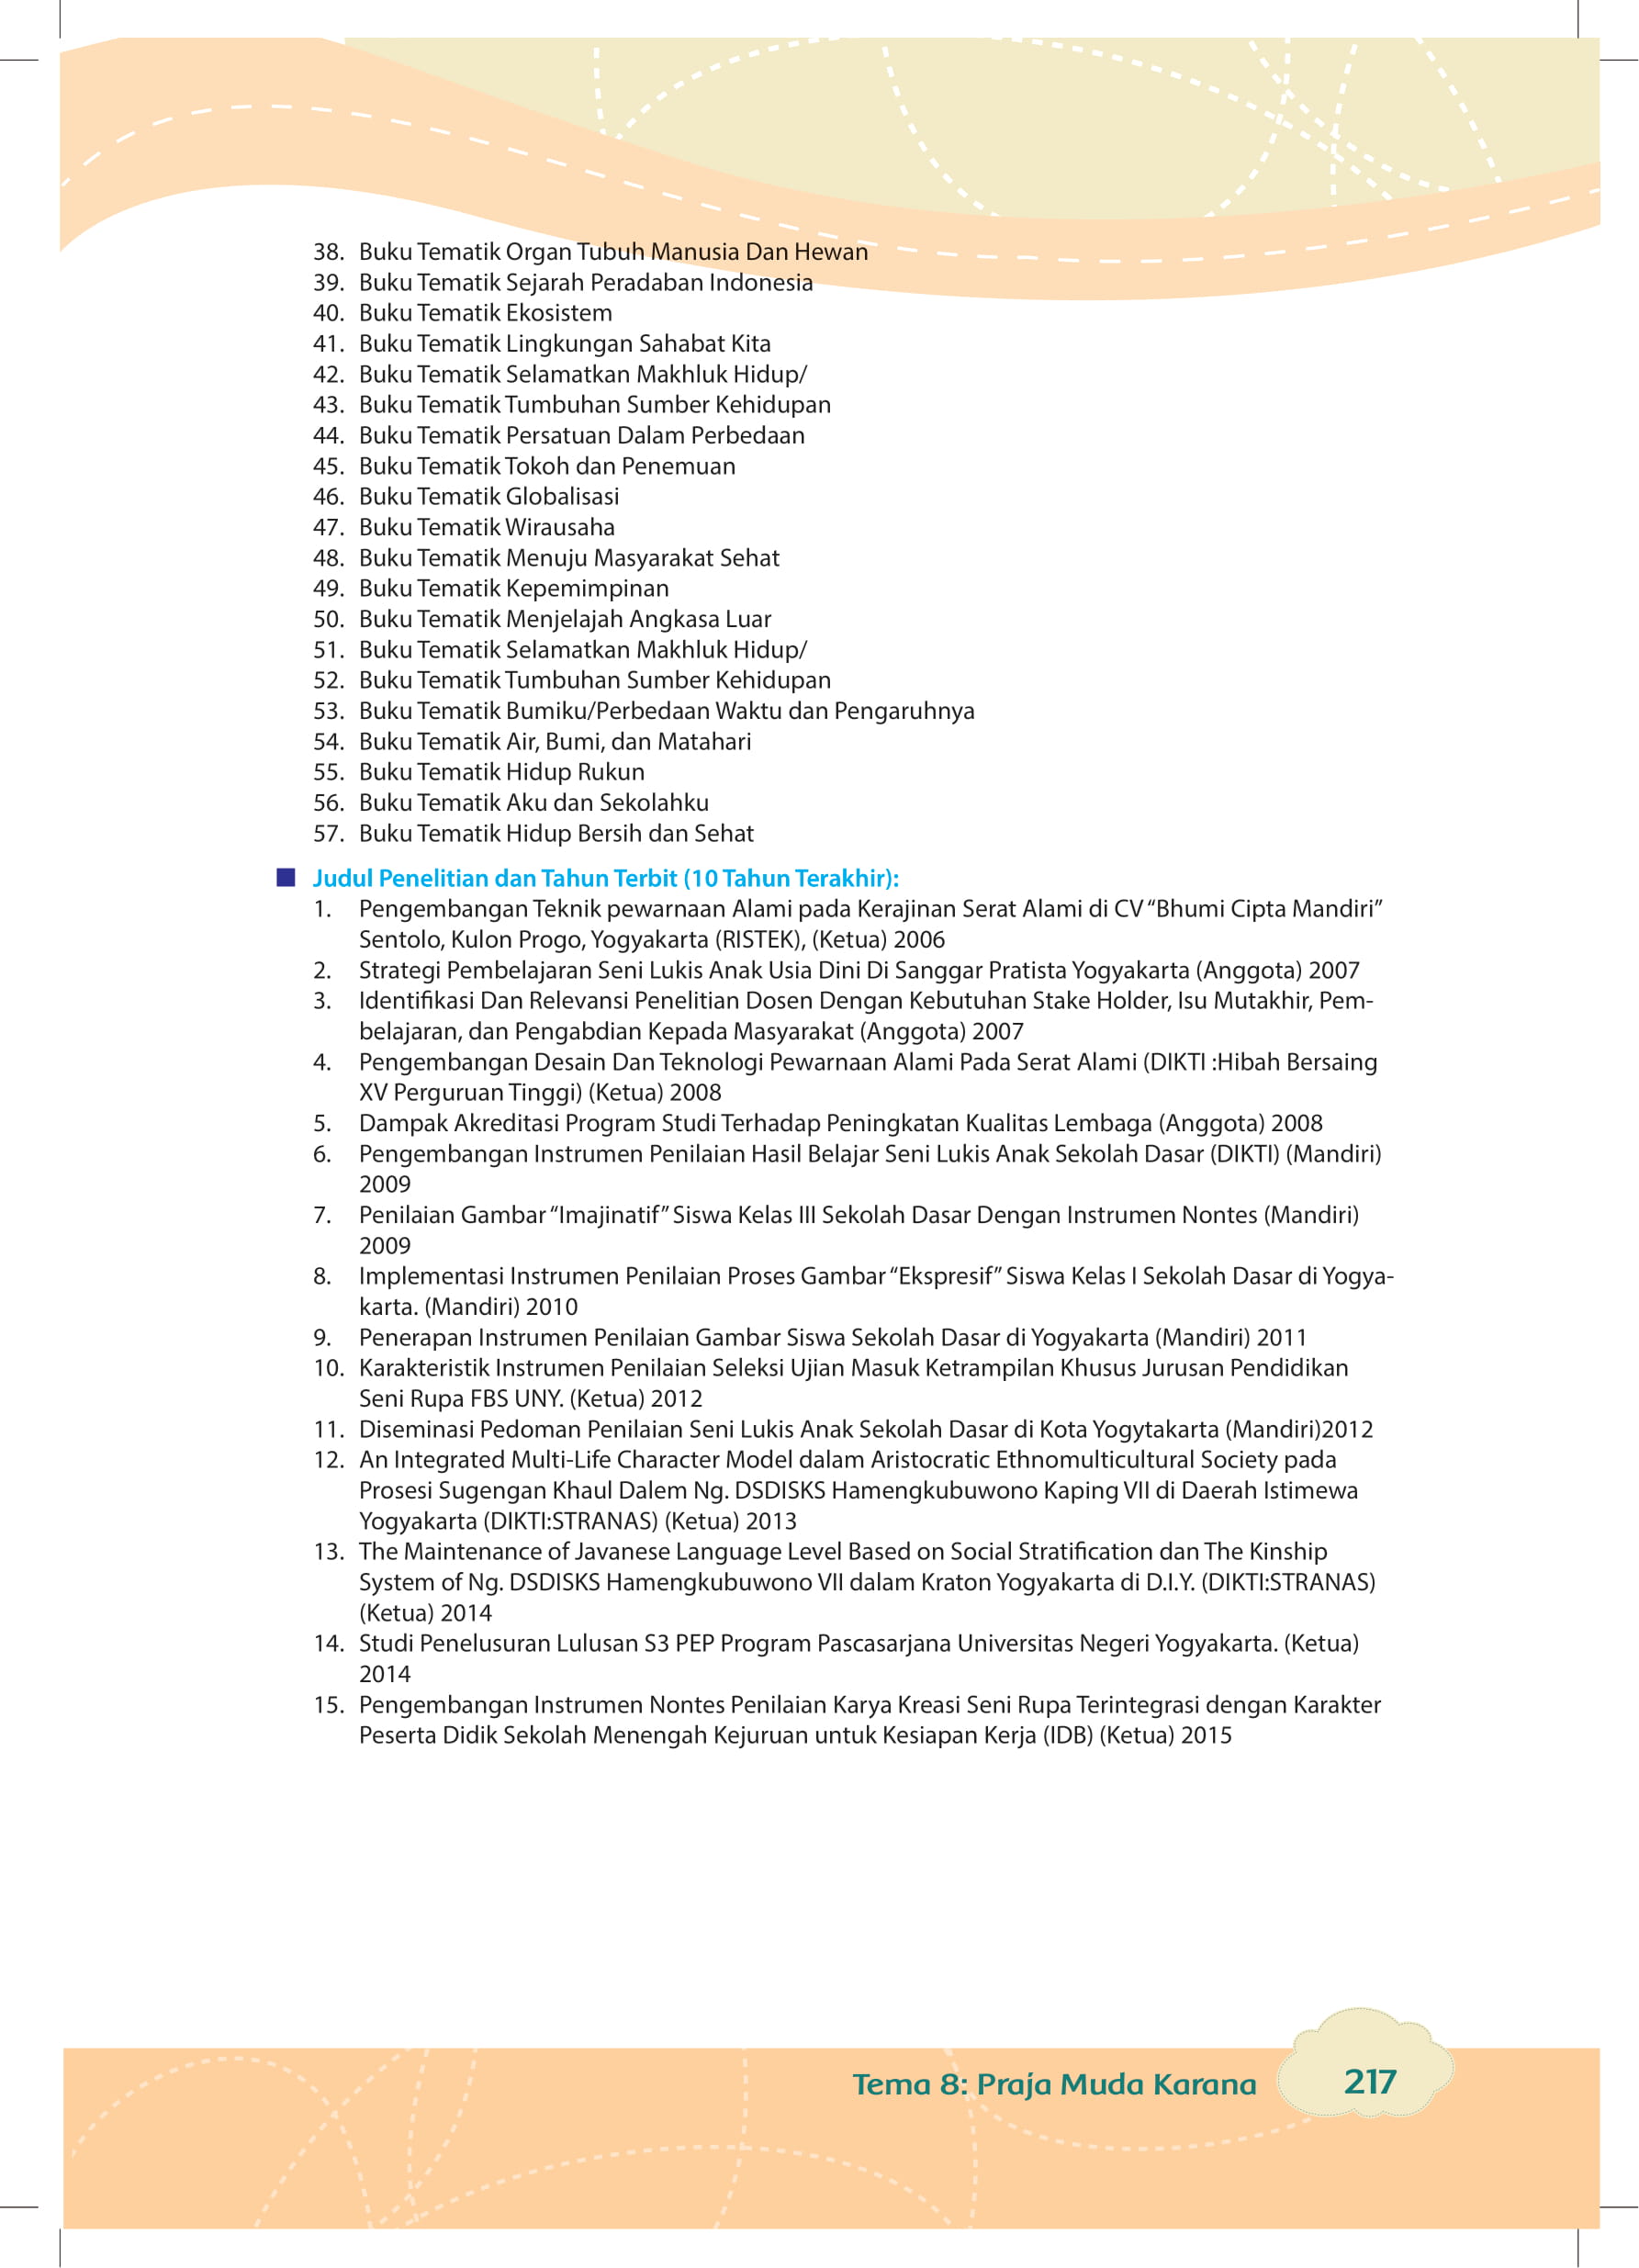 38. Buku Tematik Organ Tubuh Manusia Dan Hewan
39. Buku Tematik Sejarah Peradaban Indonesia
40. Buku Tematik Ekosistem
41. Buku Tematik Lingkungan Sahabat Kita
42. Buku Tematik Selamatkan Makhluk Hidup/
43. Buku Tematik Tumbuhan Sumber Kehidupan
44. Buku Tematik Persatuan Dalam Perbedaan
45. Buku Tematik Tokoh dan Penemuan
46. Buku Tematik Globalisasi
47. Buku Tematik Wirausaha
48. Buku Tematik Menuju Masyarakat Sehat
49. Buku Tematik Kepemimpinan
50. Buku Tematik Menjelajah Angkasa Luar
51. Buku Tematik Selamatkan Makhluk Hidup/
52. Buku Tematik Tumbuhan Sumber Kehidupan
53. Buku Tematik Bumiku/Perbedaan Waktu dan Pengaruhnya
54. Buku Tematik Air, Bumi, dan Matahari
55. Buku Tematik Hidup Rukun
56. Buku Tematik Aku dan Sekolahku
57. Buku Tematik Hidup Bersih dan Sehat
■ Judul Penelitian dan Tahun Terbit (10 Tahun Terakhir):
1. Pengembangan Teknik pewarnaan Alami pada Kerajinan Serat Alami di CV “Bhumi Cipta Mandiri”
Sentolo, Kulon Progo, Yogyakarta (RISTEK), (Ketua) 2006
2. Strategi Pembelajaran Seni Lukis Anak Usia Dini Di Sanggar Pratista Yogyakarta (Anggota) 2007
3. Identifikasi Dan Relevansi Penelitian Dosen Dengan Kebutuhan Stake Holder, Isu Mutakhir, Pem-
belajaran, dan Pengabdian Kepada Masyarakat (Anggota) 2007
4. Pengembangan Desain Dan Teknologi Pewarnaan Alami Pada Serat Alami (DIKTI :Hibah Bersaing
XV Perguruan Tinggi) (Ketua) 2008
5. Dampak Akreditasi Program Studi Terhadap Peningkatan Kualitas Lembaga (Anggota) 2008
6. Pengembangan Instrumen Penilaian Hasil Belajar Seni Lukis Anak Sekolah Dasar (DIKTI) (Mandiri)
2009
7. Penilaian Gambar “Imajinatif” Siswa Kelas III Sekolah Dasar Dengan Instrumen Nontes (Mandiri)
2009
8. Implementasi Instrumen Penilaian Proses Gambar “Ekspresif” Siswa Kelas I Sekolah Dasar di Yogya-
karta. (Mandiri) 2010
9. Penerapan Instrumen Penilaian Gambar Siswa Sekolah Dasar di Yogyakarta (Mandiri) 2011
10. Karakteristik Instrumen Penilaian Seleksi Ujian Masuk Ketrampilan Khusus Jurusan Pendidikan
Seni Rupa FBS UNY. (Ketua) 2012
11. Diseminasi Pedoman Penilaian Seni Lukis Anak Sekolah Dasar di Kota Yogytakarta (Mandiri)2012
12. An Integrated Multi-Life Character Model dalam Aristocratic Ethnomulticultural Society pada
Prosesi Sugengan Khaul Dalem Ng. DSDISKS Hamengkubuwono Kaping VII di Daerah Istimewa
Yogyakarta (DIKTI:STRANAS) (Ketua) 2013
13. The Maintenance of Javanese Language Level Based on Social Stratification dan The Kinship
System of Ng. DSDISKS Hamengkubuwono VII dalam Kraton Yogyakarta di D.I.Y. (DIKTI:STRANAS)
(Ketua) 2014
14. Studi Penelusuran Lulusan S3 PEP Program Pascasarjana Universitas Negeri Yogyakarta. (Ketua)
2014
15. Pengembangan Instrumen Nontes Penilaian Karya Kreasi Seni Rupa Terintegrasi dengan Karakter
Peserta Didik Sekolah Menengah Kejuruan untuk Kesiapan Kerja (IDB) (Ketua) 2015
Tema 8: Praja Muda Karana 217